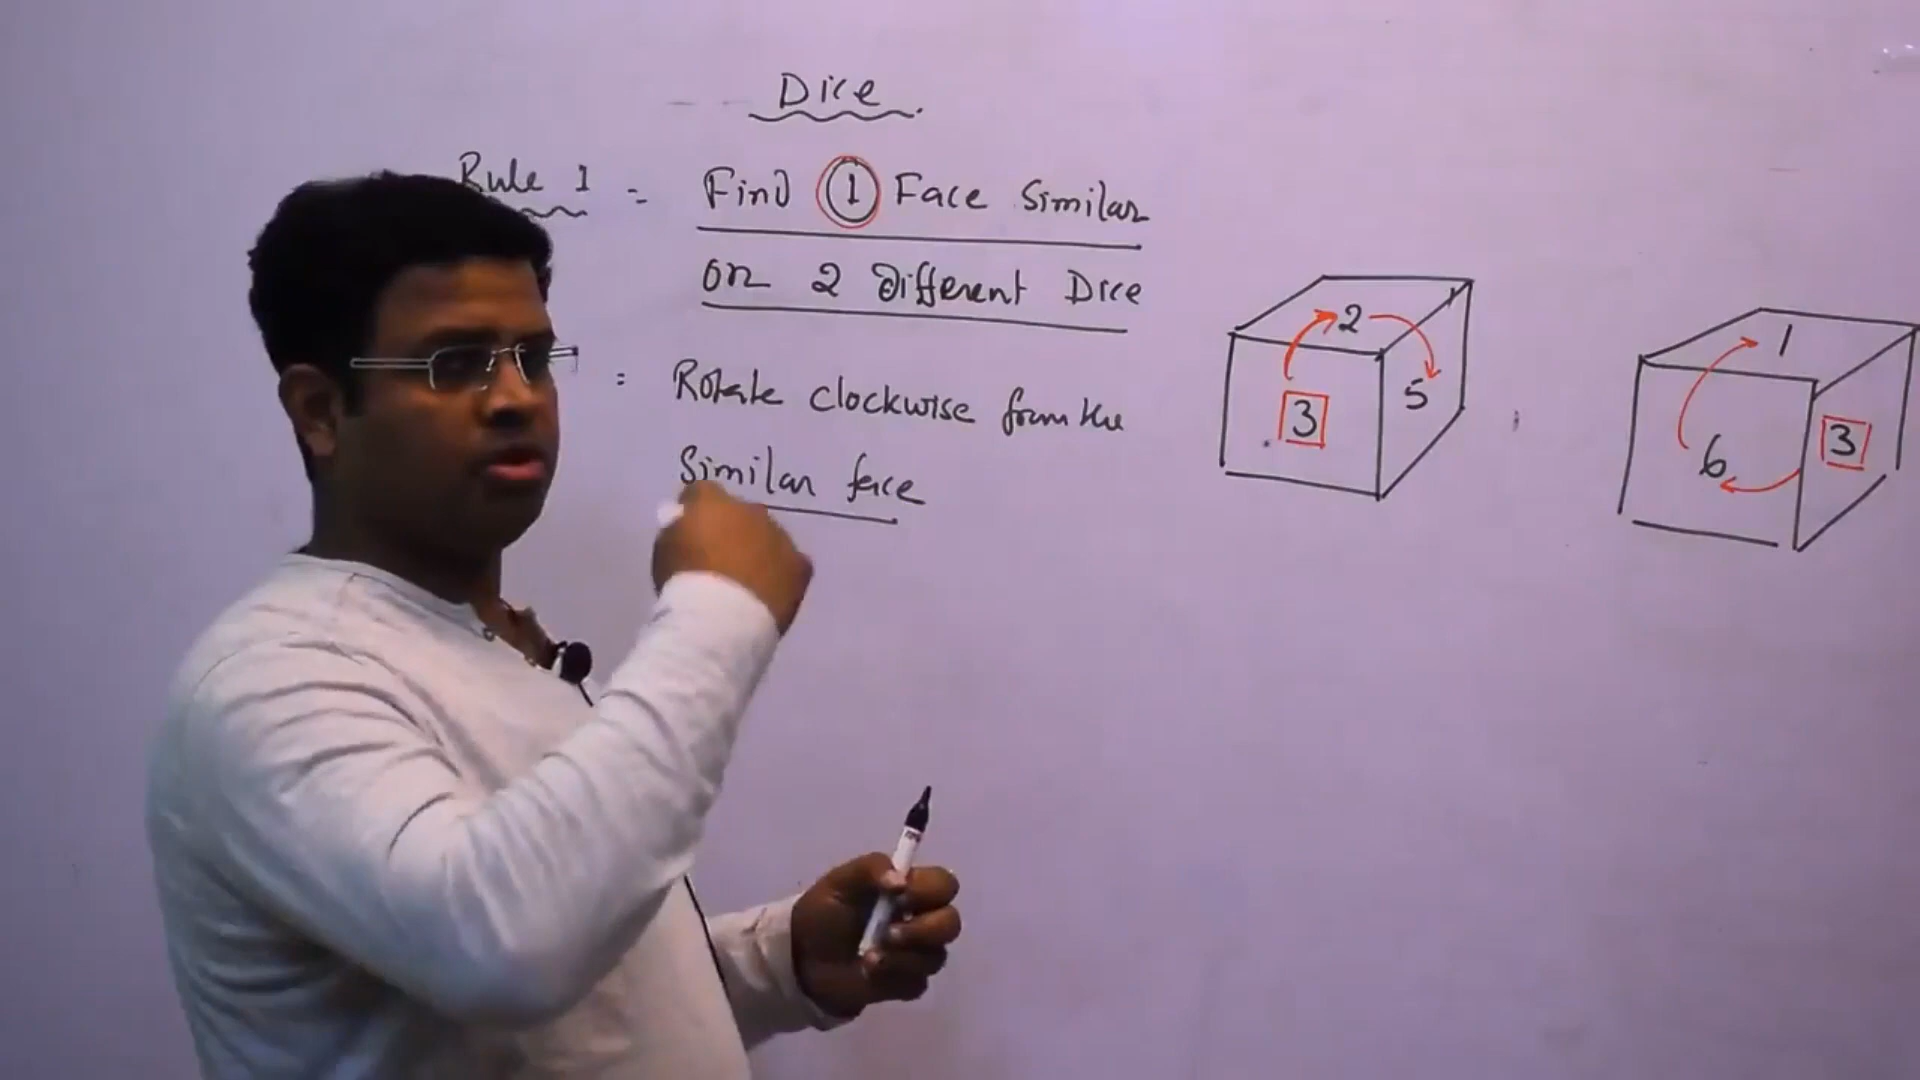 Dice
Rule 1 = Find 1 Face Similar
on 2 Different Dice
= Rotate clockwise from the
Similar face
2
3
5
1
6
3